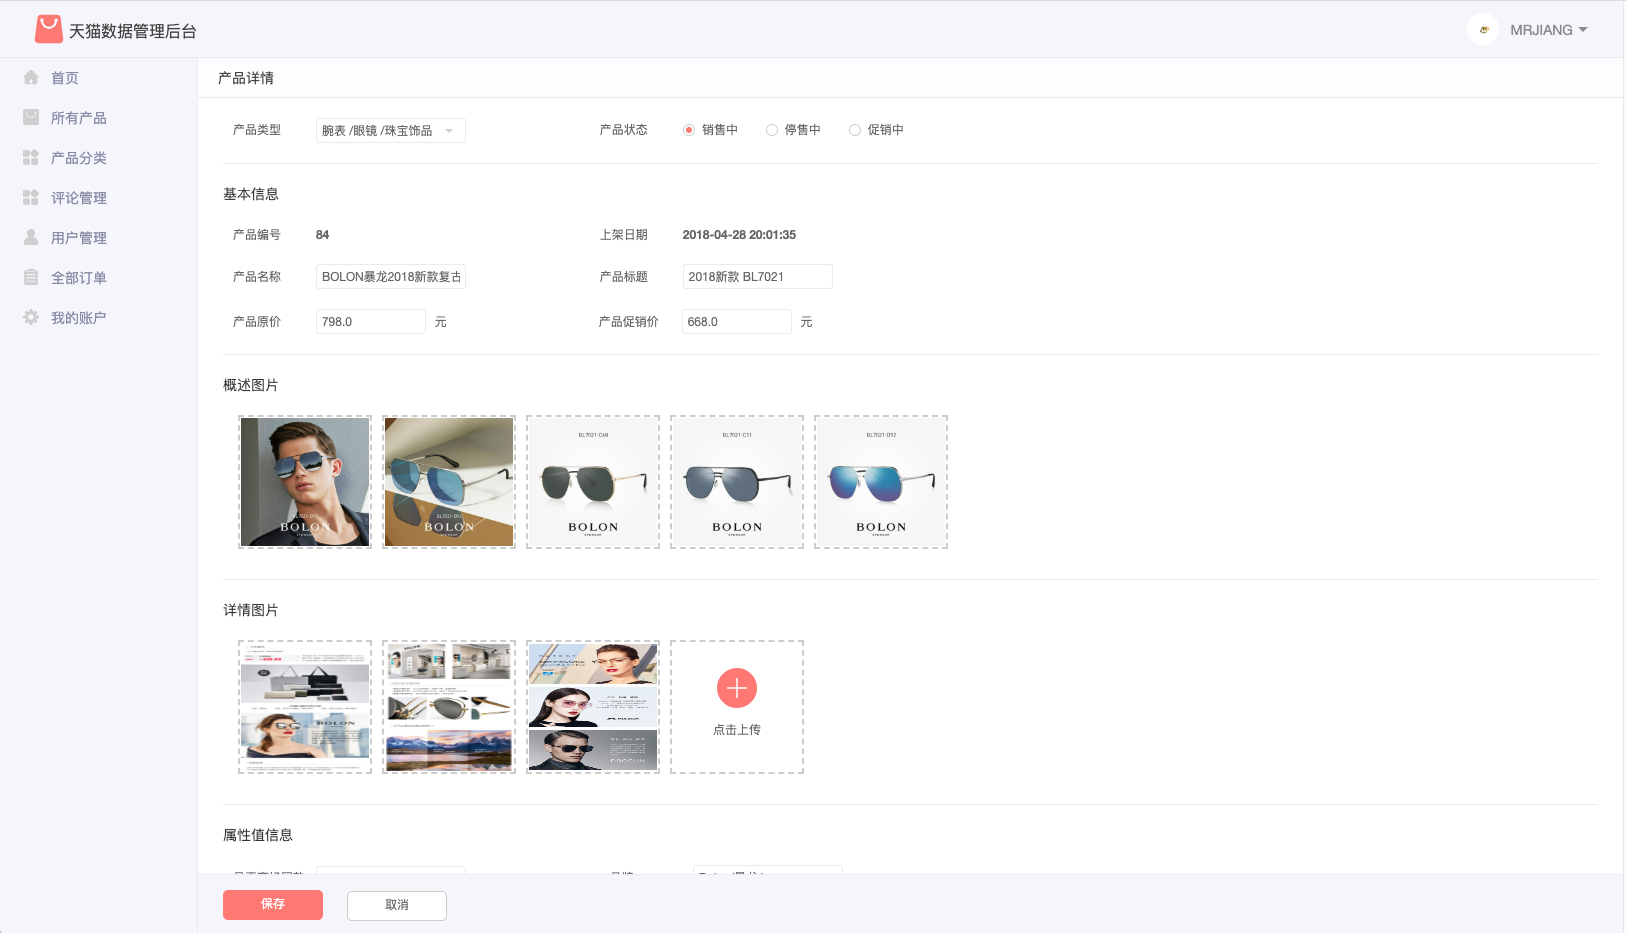 天猫数据管理后台
MRJIANG
首页
所有产品
产品分类
评论管理
用户管理
全部订单
我的账户
产品详情
产品类型 腕表 /眼镜 /珠宝饰品 产品状态 销售中 停售中 促销中
基本信息
产品编号 84 上架日期 2018-04-28 20:01:35
产品名称 BOLON暴龙2018新款复古 产品标题 2018新款 BL7021
产品原价 798.0 元 产品促销价 668.0 元
概述图片
BL7021-C60 BL7021-C11 BL7021-D92
BOLON BOLON BOLON BOLON BOLON
详情图片
BOLON
点击上传
属性值信息
保存 取消